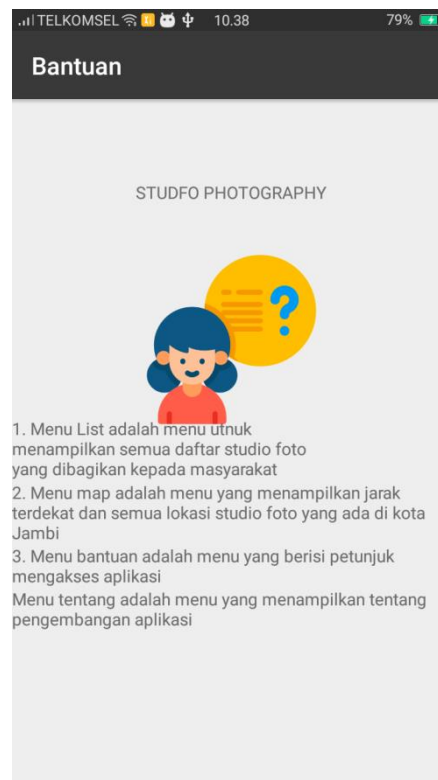 TELKOMSEL 10.38 79%
Bantuan
STUDFO PHOTOGRAPHY
?
1. Menu List adalah menu utnuk
menampilkan semua daftar studio foto
yang dibagikan kepada masyarakat
2. Menu map adalah menu yang menampilkan jarak
terdekat dan semua lokasi studio foto yang ada di kota
Jambi
3. Menu bantuan adalah menu yang berisi petunjuk
mengakses aplikasi
Menu tentang adalah menu yang menampilkan tentang
pengembangan aplikasi